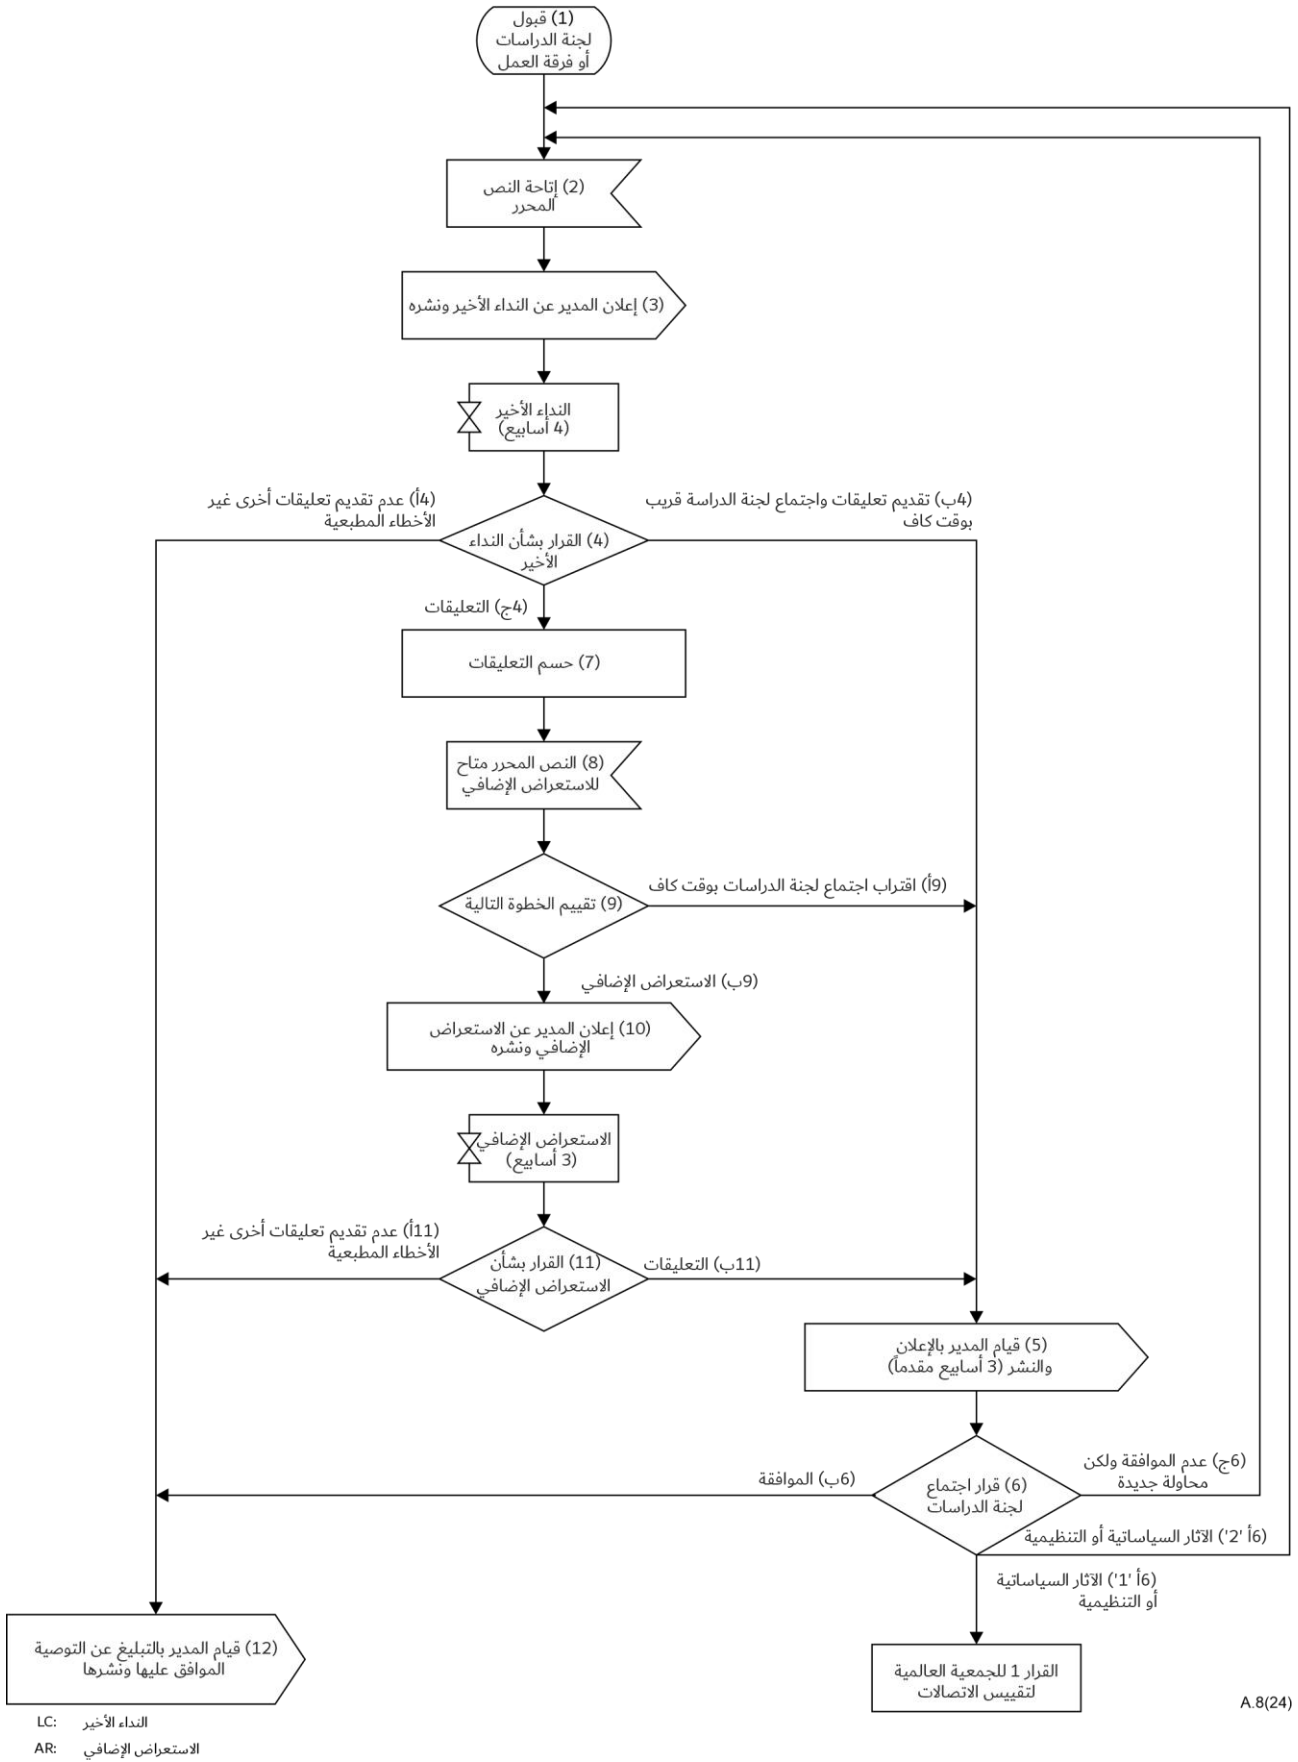 (1) قبول
لجنة الدراسات
أو فرقة العمل
(2) إتاحة النص
المحرر
(3) إعلان المدير عن النداء الأخير ونشره
النداء الأخير
(4 أسابيع)
(4أ) عدم تقديم تعليقات أخرى غير
الأخطاء المطبعية
(4ب) تقديم تعليقات واجتماع لجنة الدراسة قريب
بوقت كاف
(4) القرار بشأن النداء
الأخير
(4ج) التعليقات
(7) حسم التعليقات
(8) النص المحرر متاح
للاستعراض الإضافي
(9) تقييم الخطوة التالية
(9أ) اقتراب اجتماع لجنة الدراسات بوقت كاف
(9ب) الاستعراض الإضافي
(10) إعلان المدير عن الاستعراض
الإضافي ونشره
الاستعراض الإضافي
(3 أسابيع)
(11أ) عدم تقديم تعليقات أخرى غير
الأخطاء المطبعية
(11) القرار بشأن
الاستعراض الإضافي
(11ب) التعليقات
(5) قيام المدير بالإعلان
والنشر (3 أسابيع مقدماً)
(6ج) عدم الموافقة ولكن
محاولة جديدة
(6ب) الموافقة
(6) قرار اجتماع
لجنة الدراسات
(6أ '2') الآثار السياساتية أو التنظيمية
(6أ '1') الآثار السياساتية
أو التنظيمية
(12) قيام المدير بالتبليغ عن التوصية
الموافق عليها ونشرها
القرار 1 للجمعية العالمية
لتقييس الاتصالات
A.8(24)
LC: النداء الأخير
AR: الاستعراض الإضافي